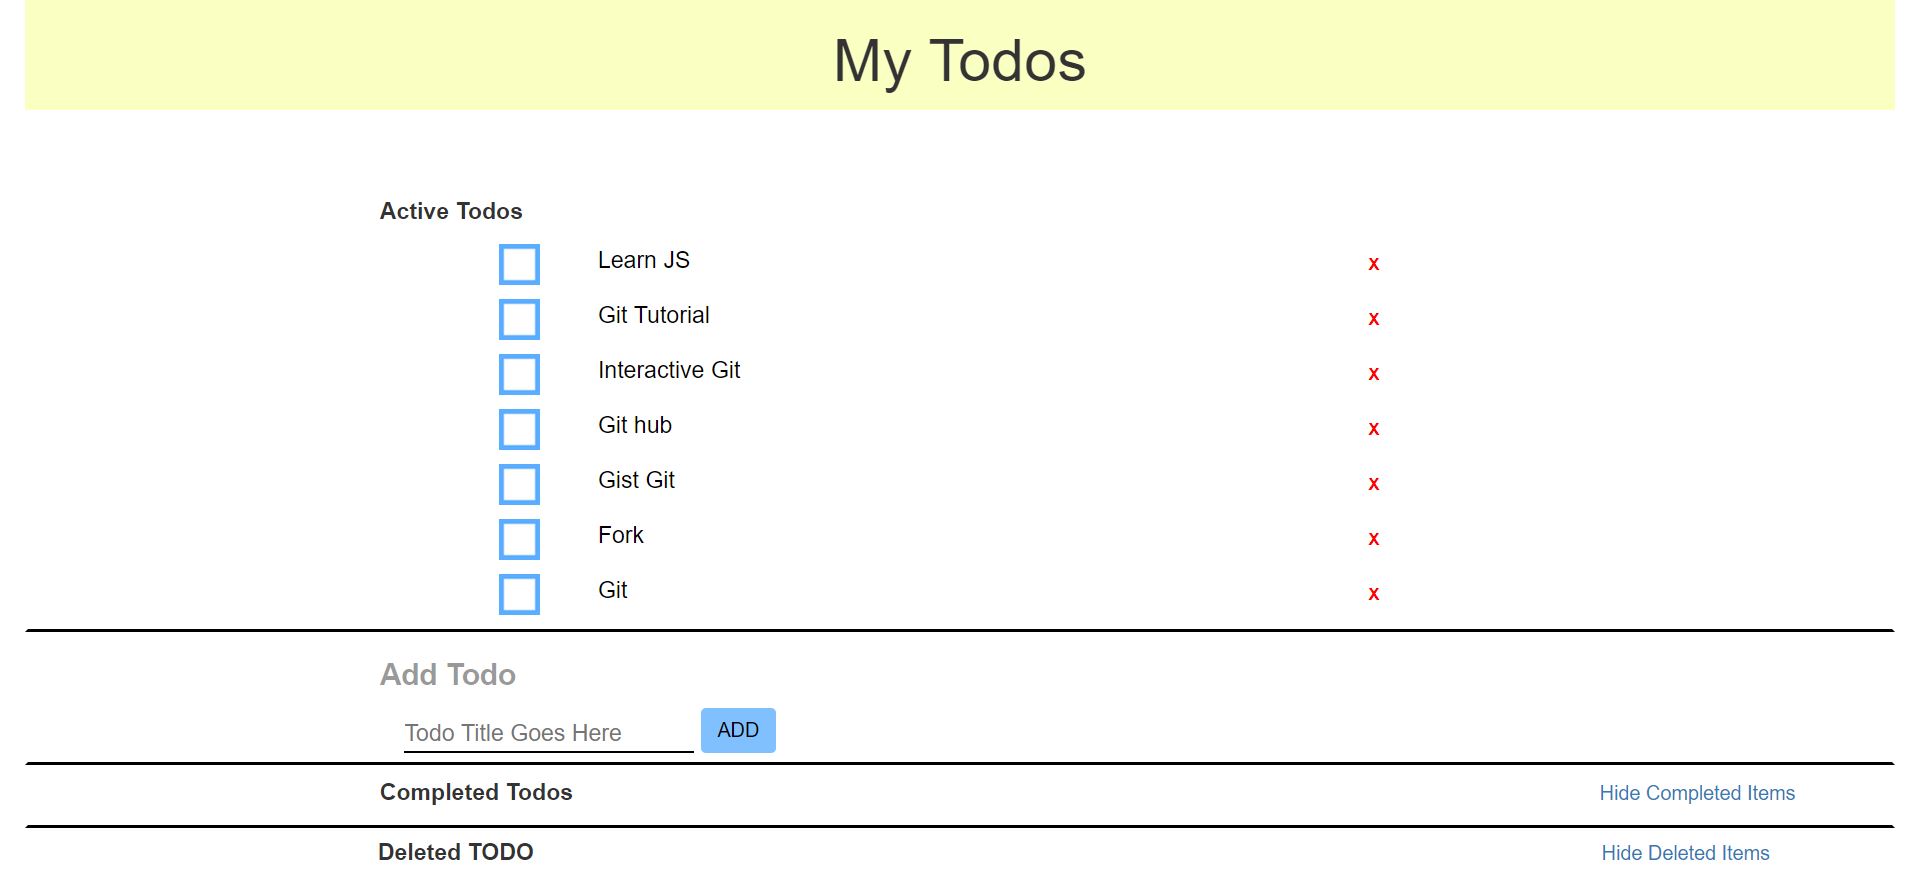 My Todos
Active Todos
Learn JS x
Git Tutorial x
Interactive Git x
Git hub x
Gist Git x
Fork x
Git x
Add Todo
Todo Title Goes Here ADD
Completed Todos Hide Completed Items
Deleted TODO Hide Deleted Items